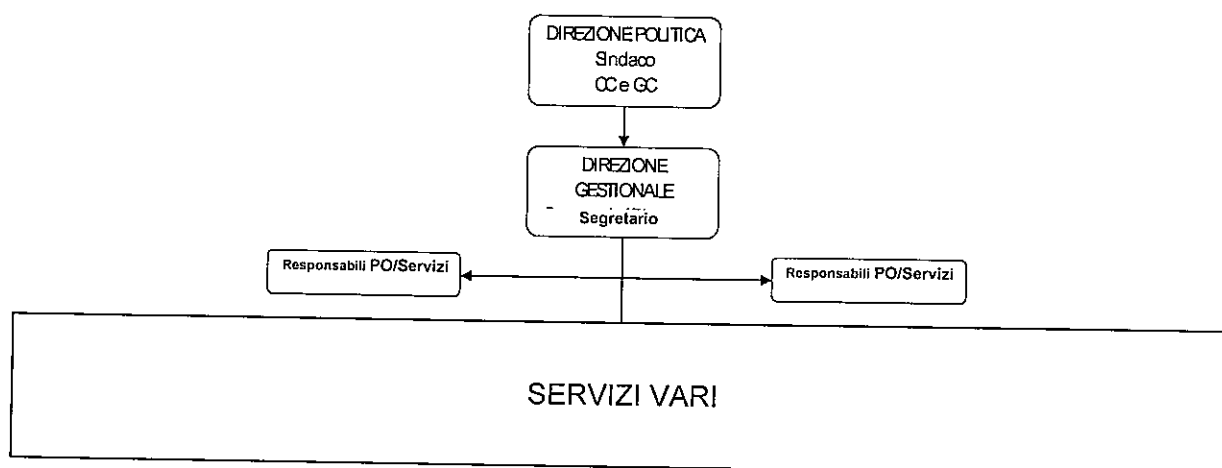 DIREZIONE POLITICA
Sindaco
CC e GC
DIREZIONE
GESTIONALE
Segretario
Responsabili PO/Servizi
Responsabili PO/Servizi
SERVIZI VARI